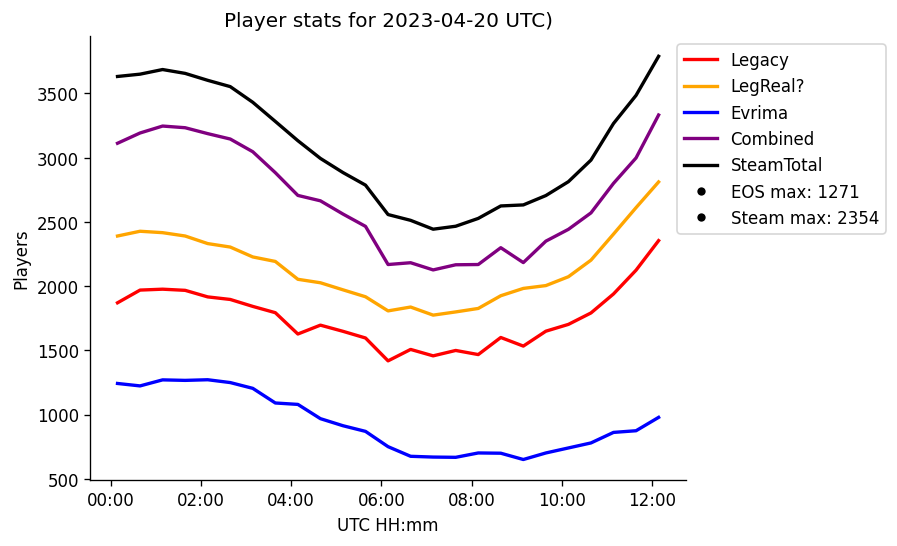 Player stats for 2023-04-20 UTC)
Legacy
LegReal?
Evrima
Combined
SteamTotal
EOS max: 1271
Steam max: 2354
Players
3500
3000
2500
2000
1500
1000
500
00:00 02:00 04:00 06:00 08:00 10:00 12:00
UTC HH:mm